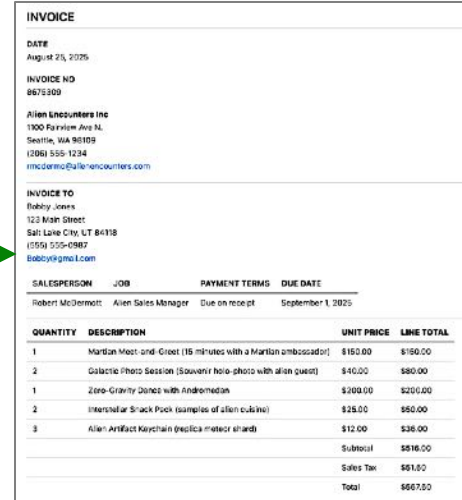 INVOICE
DATE
August 25, 2025
INVOICE NO
8675309
Alien Encounters Inc
1100 Fairview Ave N.
Seattle, WA 98109
(206) 555-1234
rmcdermo@alienencounters.com
INVOICE TO
Bobby Jones
123 Main Street
Salt Lake City, UT 84118
(555) 555-0987
Bobby@gmail.com
SALESPERSON JOB PAYMENT TERMS DUE DATE
Robert McDermott Alien Sales Manager Due on receipt September 1, 2025
QUANTITY DESCRIPTION UNIT PRICE LINE TOTAL
1 Martian Meet-and-Greet (15 minutes with a Martian ambassador) $150.00 $150.00
2 Galactic Photo Session (Souvenir holo-photo with alien guest) $40.00 $80.00
1 Zero-Gravity Dance with Andromedan $200.00 $200.00
2 Interstellar Snack Pack (samples of alien cuisine) $25.00 $50.00
3 Alien Artifact Keychain (replica meteor shard) $12.00 $36.00
Subtotal $516.00
Sales Tax $51.60
Total $567.60